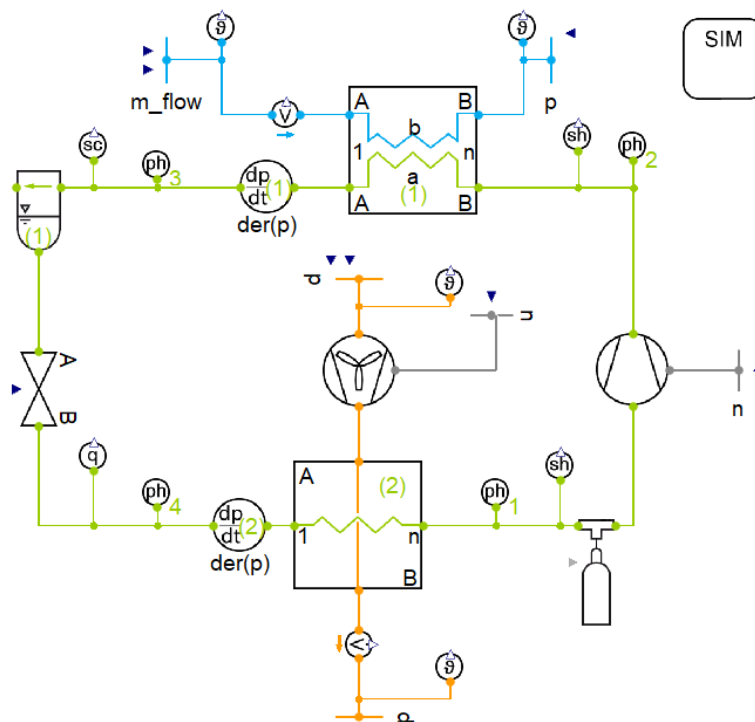 ϑ
ϑ
SIM
m_flow
p
V
A
B
b
sc
ph
3
dp
dt
(1)
1
n
a
(1)
sh
ph
2
A
B
der(p)
(1)
p
ϑ
n
A
B
n
q
ph
4
dp
dt
(2)
A
(2)
1
n
B
ph
1
sh
der(p)
V
ϑ
p